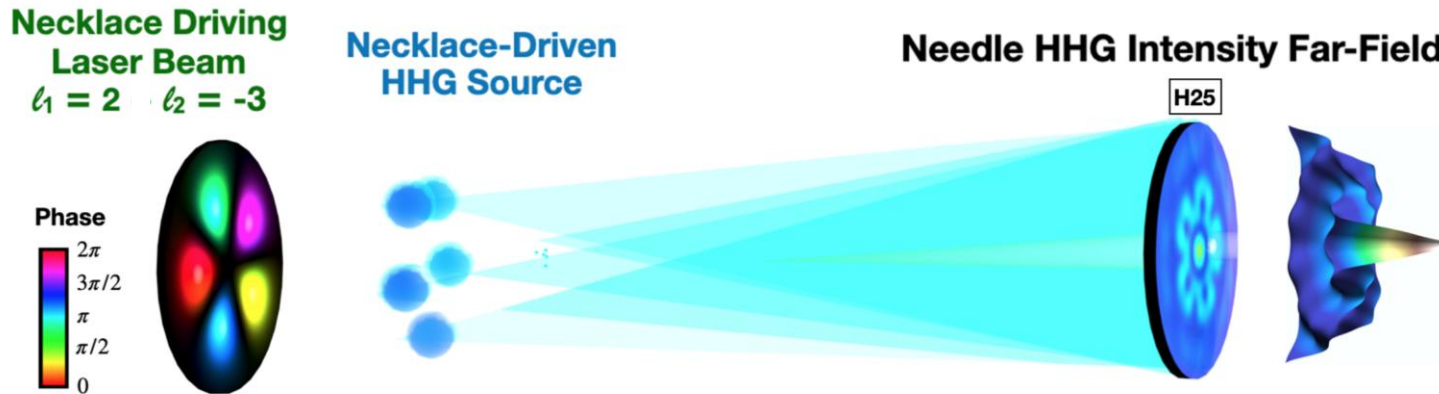 Necklace Driving
Laser Beam
ℓ₁ = 2 ℓ₂ = -3
Necklace-Driven
HHG Source
Needle HHG Intensity Far-Field
H25
Phase
2π
3π/2
π
π/2
0